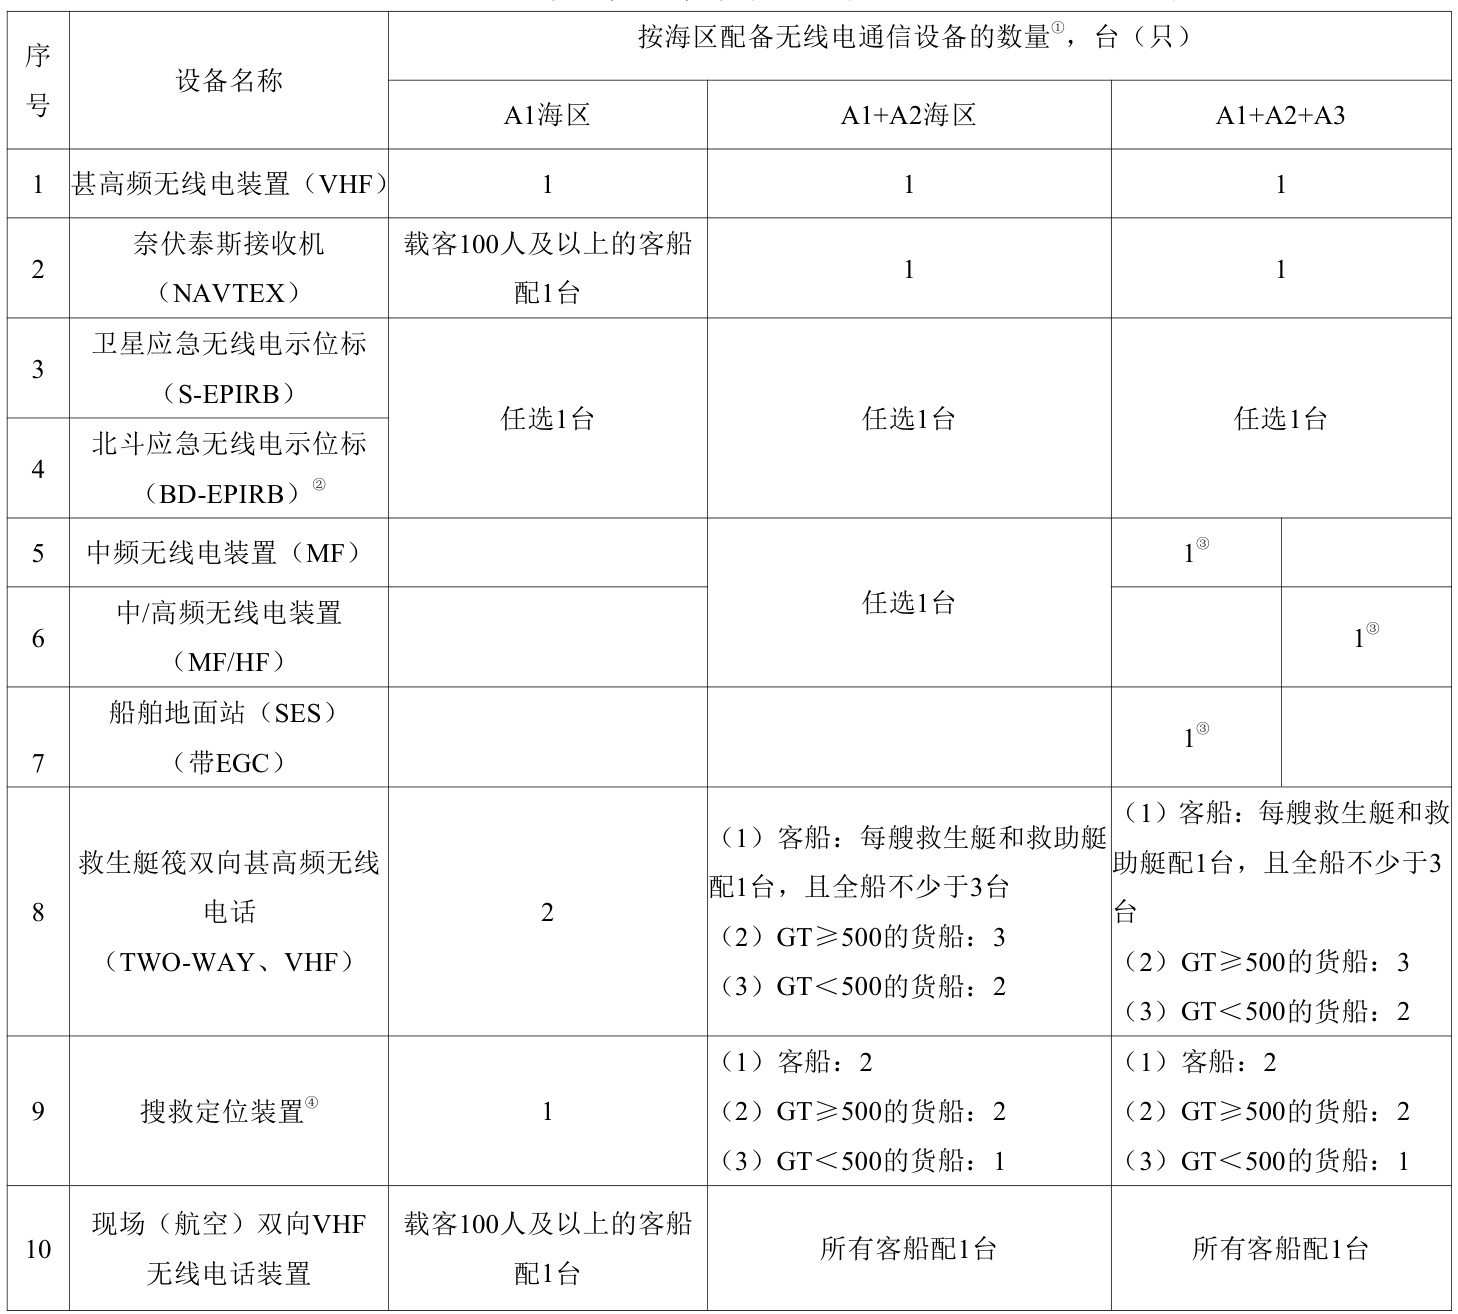 序
号
设备名称
按海区配备无线电通信设备的数量①，台（只）
A1海区
A1+A2海区
A1+A2+A3
1
甚高频无线电装置（VHF）
1
1
1
2
奈伏泰斯接收机
（NAVTEX）
载客100人及以上的客船
配1台
1
1
3
卫星应急无线电示位标
（S-EPIRB）
任选1台
任选1台
任选1台
4
北斗应急无线电示位标
（BD-EPIRB）②
5
中频无线电装置（MF）
任选1台
1③
6
中/高频无线电装置
（MF/HF）
1③
7
船舶地面站（SES）
（带EGC）
1③
8
救生艇筏双向甚高频无线
电话
（TWO-WAY、VHF）
2
（1）客船：每艘救生艇和救助艇
配1台，且全船不少于3台
（2）GT≥500的货船：3
（3）GT＜500的货船：2
（1）客船：每艘救生艇和救
助艇配1台，且全船不少于3
台
（2）GT≥500的货船：3
（3）GT＜500的货船：2
9
搜救定位装置④
1
（1）客船：2
（2）GT≥500的货船：2
（3）GT＜500的货船：1
（1）客船：2
（2）GT≥500的货船：2
（3）GT＜500的货船：1
10
现场（航空）双向VHF
无线电话装置
载客100人及以上的客船
配1台
所有客船配1台
所有客船配1台